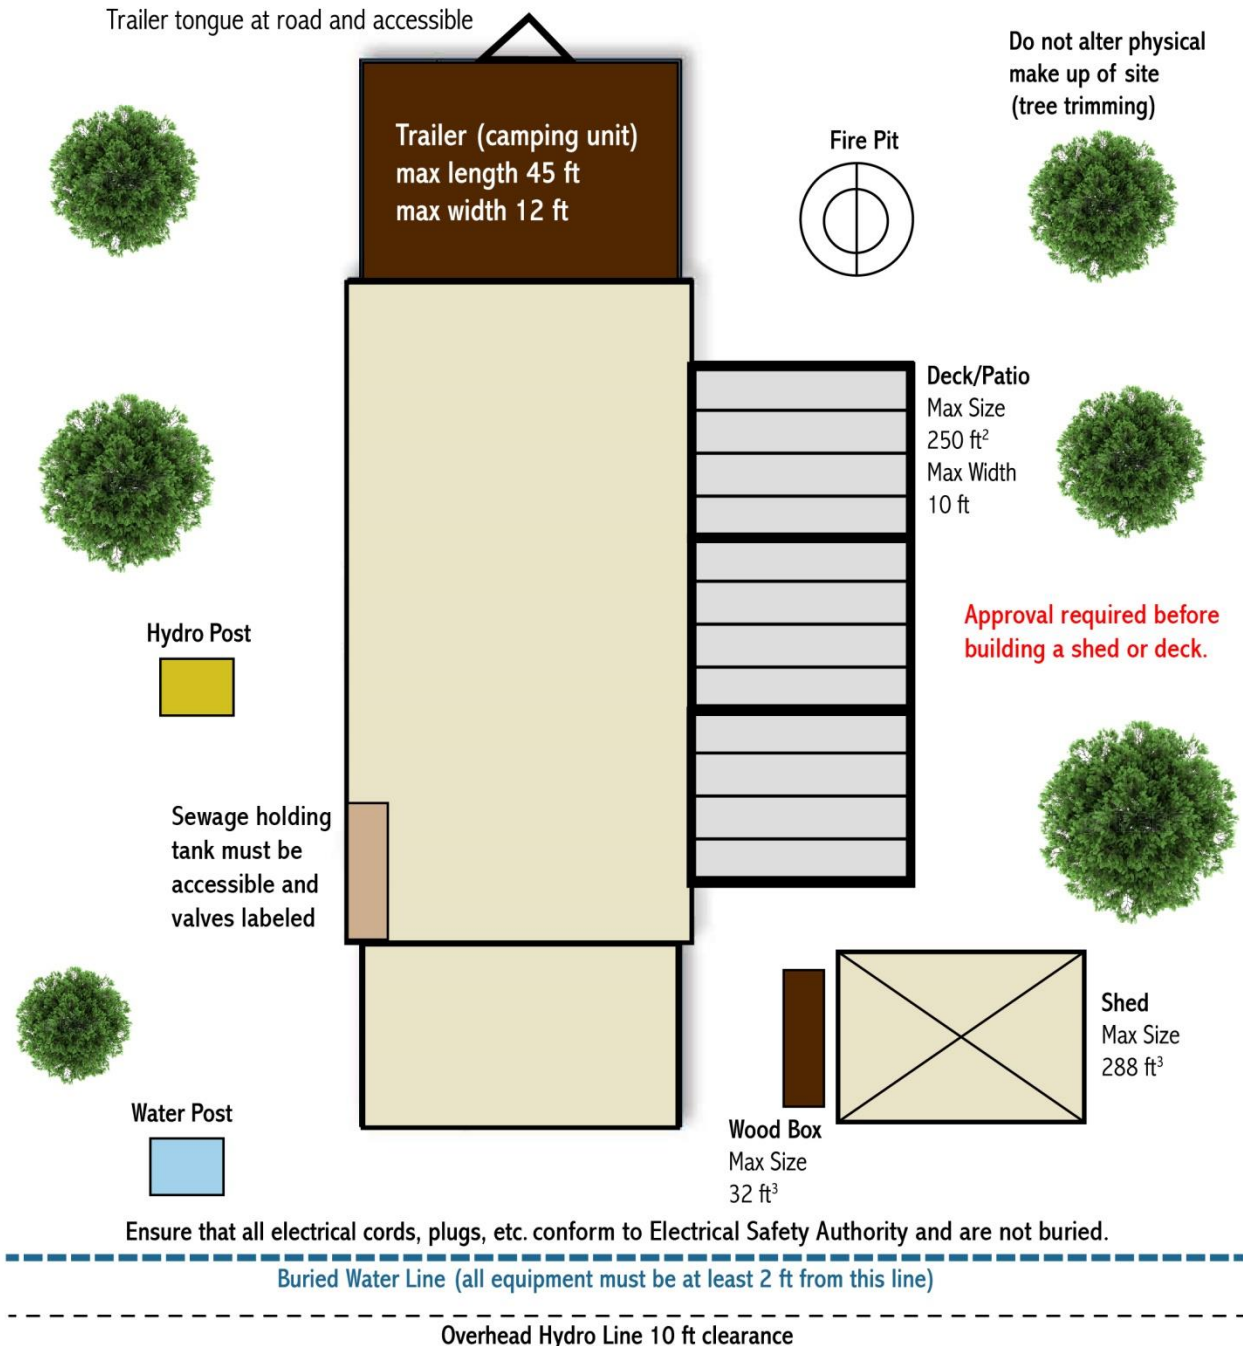 Trailer tongue at road and accessible
Do not alter physical
make up of site
(tree trimming)
Trailer (camping unit)
max length 45 ft
max width 12 ft
Fire Pit
Deck/Patio
Max Size
250 ft²
Max Width
10 ft
Approval required before
building a shed or deck.
Hydro Post
Sewage holding
tank must be
accessible and
valves labeled
Shed
Max Size
288 ft³
Water Post
Wood Box
Max Size
32 ft³
Ensure that all electrical cords, plugs, etc. conform to Electrical Safety Authority and are not buried.
Buried Water Line (all equipment must be at least 2 ft from this line)
Overhead Hydro Line 10 ft clearance